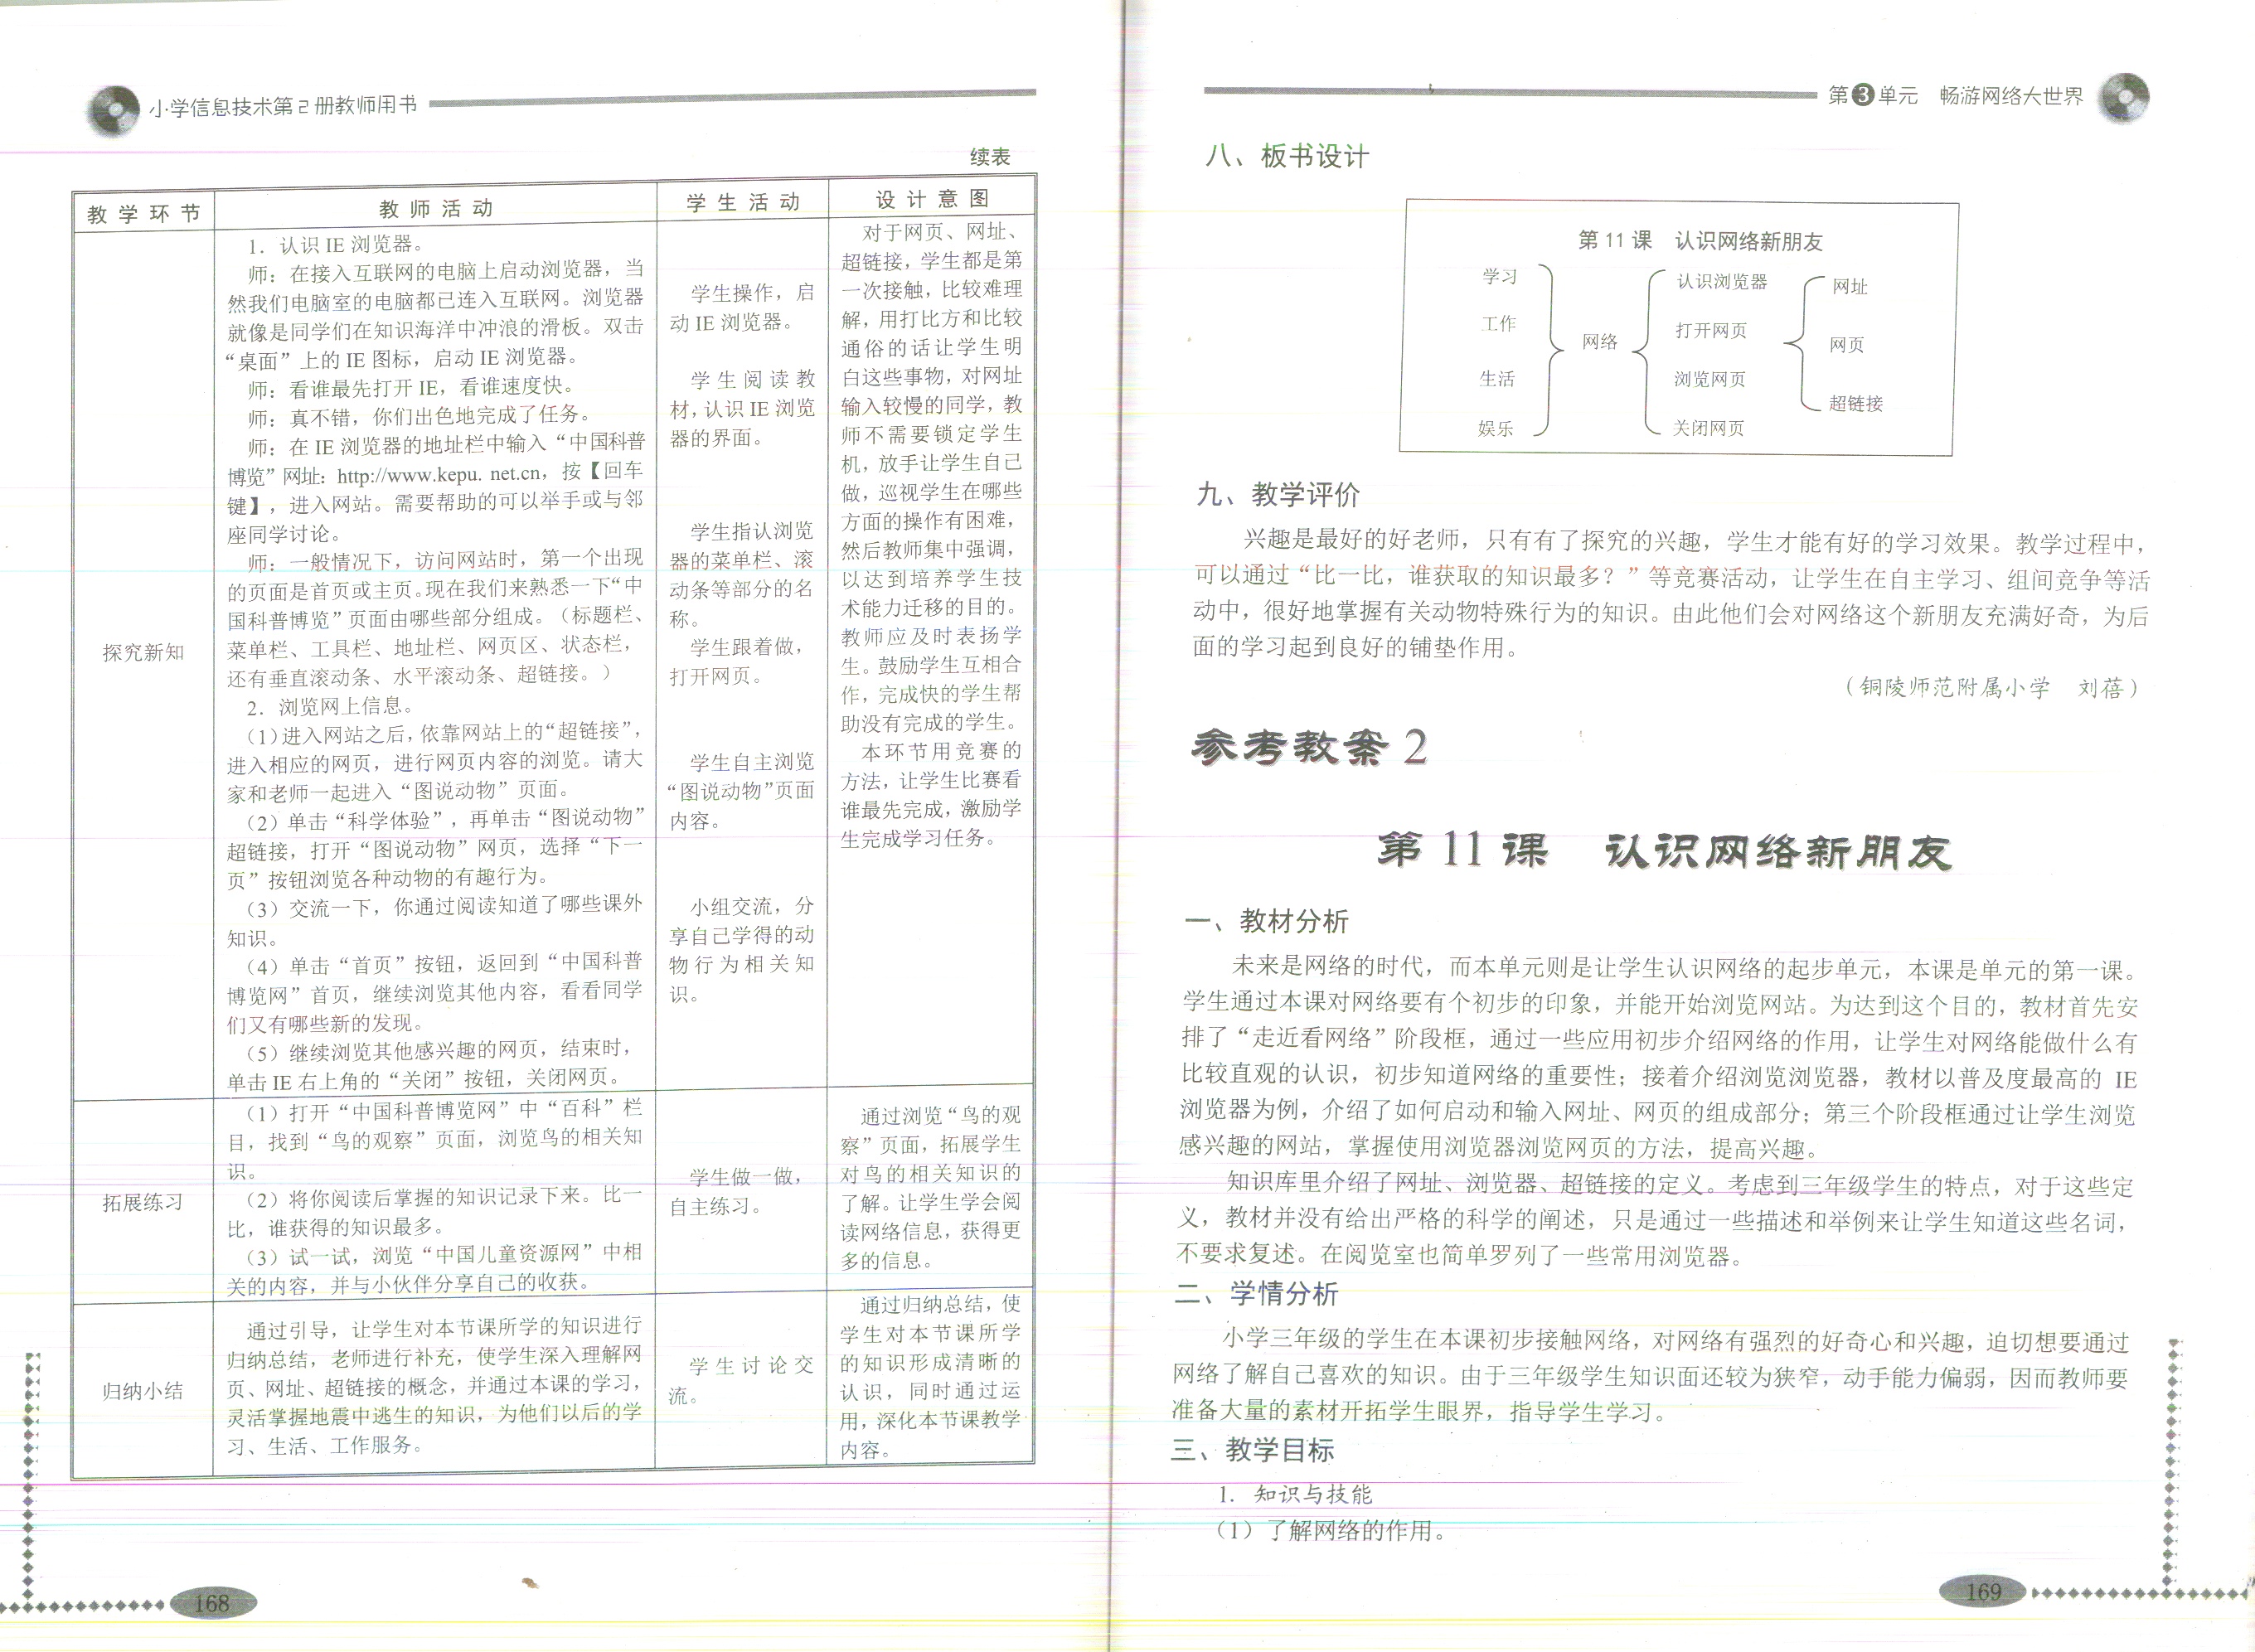 小学信息技术第2册教师用书
续表
教学环节
教师活动
学生活动
设计意图
探究新知
1. 认识 IE 浏览器。
师：在接入互联网的电脑上启动浏览器，当
然我们电脑室的电脑都已连入互联网。浏览器
就像是同学们在知识海洋中冲浪的滑板。双击
“桌面”上的 IE 图标，启动 IE 浏览器。
师：看谁最先打开 IE，看谁速度快。
师：真不错，你们出色地完成了任务。
师：在 IE 浏览器的地址栏中输入“中国科普
博览”网址：http://www.kepu. net.cn，按【回车
键】，进入网站。需要帮助的可以举手或与邻
座同学讨论。
师：一般情况下，访问网站时，第一个出现
的页面是首页或主页。现在我们来熟悉一下“中
国科普博览”页面由哪些部分组成。（标题栏、
菜单栏、工具栏、地址栏、网页区、状态栏，
还有垂直滚动条、水平滚动条、超链接。）
2. 浏览网上信息。
（1）进入网站之后，依靠网站上的“超链接”，
进入相应的网页，进行网页内容的浏览。请大
家和老师一起进入“图说动物”页面。
（2）单击“科学体验”，再单击“图说动物”
超链接，打开“图说动物”网页，选择“下一
页”按钮浏览各种动物的有趣行为。
（3）交流一下，你通过阅读知道了哪些课外
知识。
（4）单击“首页”按钮，返回到“中国科普
博览网”首页，继续浏览其他内容，看看同学
们又有哪些新的发现。
（5）继续浏览其他感兴趣的网页，结束时，
单击 IE 右上角的“关闭”按钮，关闭网页。
学生操作，启
动 IE 浏览器。
学生阅读教
材，认识 IE 浏览
器的界面。
学生指认浏览
器的菜单栏、滚
动条等部分的名
称。
学生跟着做，
打开网页。
学生自主浏览
“图说动物”页面
内容。
小组交流，分
享自己学得的动
物行为相关知
识。
对于网页、网址、
超链接，学生都是第
一次接触，比较难理
解，用打比方和比较
通俗的话让学生明
白这些事物，对网址
输入较慢的同学，教
师不需要锁定学生
机，放手让学生自己
做，巡视学生在哪些
方面的操作有困难，
然后教师集中强调，
以达到培养学生技
术能力迁移的目的。
教师应及时表扬学
生。鼓励学生互相合
作，完成快的学生帮
助没有完成的学生。
本环节用竞赛的
方法，让学生比赛看
谁最先完成，激励学
生完成学习任务。
拓展练习
（1）打开“中国科普博览网”中“百科”栏
目，找到“鸟的观察”页面，浏览鸟的相关知
识。
（2）将你阅读后掌握的知识记录下来。比一
比，谁获得的知识最多。
（3）试一试，浏览“中国儿童资源网”中相
关的内容，并与小伙伴分享自己的收获。
学生做一做，
自主练习。
通过浏览“鸟的观
察”页面，拓展学生
对鸟的相关知识的
了解。让学生学会阅
读网络信息，获得更
多的信息。
归纳小结
通过引导，让学生对本节课所学的知识进行
归纳总结，老师进行补充，使学生深入理解网
页、网址、超链接的概念，并通过本课的学习，
灵活掌握地震中逃生的知识，为他们以后的学
习、生活、工作服务。
学生讨论交
流。
通过归纳总结，使
学生对本节课所学
的知识形成清晰的
认识，同时通过运
用，深化本节课教学
内容。
168
第3单元 畅游网络大世界
八、板书设计
第 11 课 认识网络新朋友
学习
工作
生活
娱乐
网络
认识浏览器
打开网页
浏览网页
关闭网页
网址
网页
超链接
九、教学评价
兴趣是最好的好老师，只有有了探究的兴趣，学生才能有好的学习效果。教学过程中，
可以通过“比一比，谁获取的知识最多？”等竞赛活动，让学生在自主学习、组间竞争等活
动中，很好地掌握有关动物特殊行为的知识。由此他们会对网络这个新朋友充满好奇，为后
面的学习起到良好的铺垫作用。
（铜陵师范附属小学 刘蓓）
参考教案 2
第 11 课 认识网络新朋友
一、教材分析
未来是网络的时代，而本单元则是让学生认识网络的起步单元，本课是单元的第一课。
学生通过本课对网络要有个初步的印象，并能开始浏览网站。为达到这个目的，教材首先安
排了“走近看网络”阶段框，通过一些应用初步介绍网络的作用，让学生对网络能做什么有
比较直观的认识，初步知道网络的重要性；接着介绍浏览浏览器，教材以普及度最高的 IE
浏览器为例，介绍了如何启动和输入网址、网页的组成部分；第三个阶段框通过让学生浏览
感兴趣的网站，掌握使用浏览器浏览网页的方法，提高兴趣。
知识库里介绍了网址、浏览器、超链接的定义。考虑到三年级学生的特点，对于这些定
义，教材并没有给出严格的科学的阐述，只是通过一些描述和举例来让学生知道这些名词，
不要求复述。在阅览室也简单罗列了一些常用浏览器。
二、学情分析
小学三年级的学生在本课初步接触网络，对网络有强烈的好奇心和兴趣，迫切想要通过
网络了解自己喜欢的知识。由于三年级学生知识面还较为狭窄，动手能力偏弱，因而教师要
准备大量的素材开拓学生眼界，指导学生学习。
三、教学目标
1. 知识与技能
（1）了解网络的作用。
169